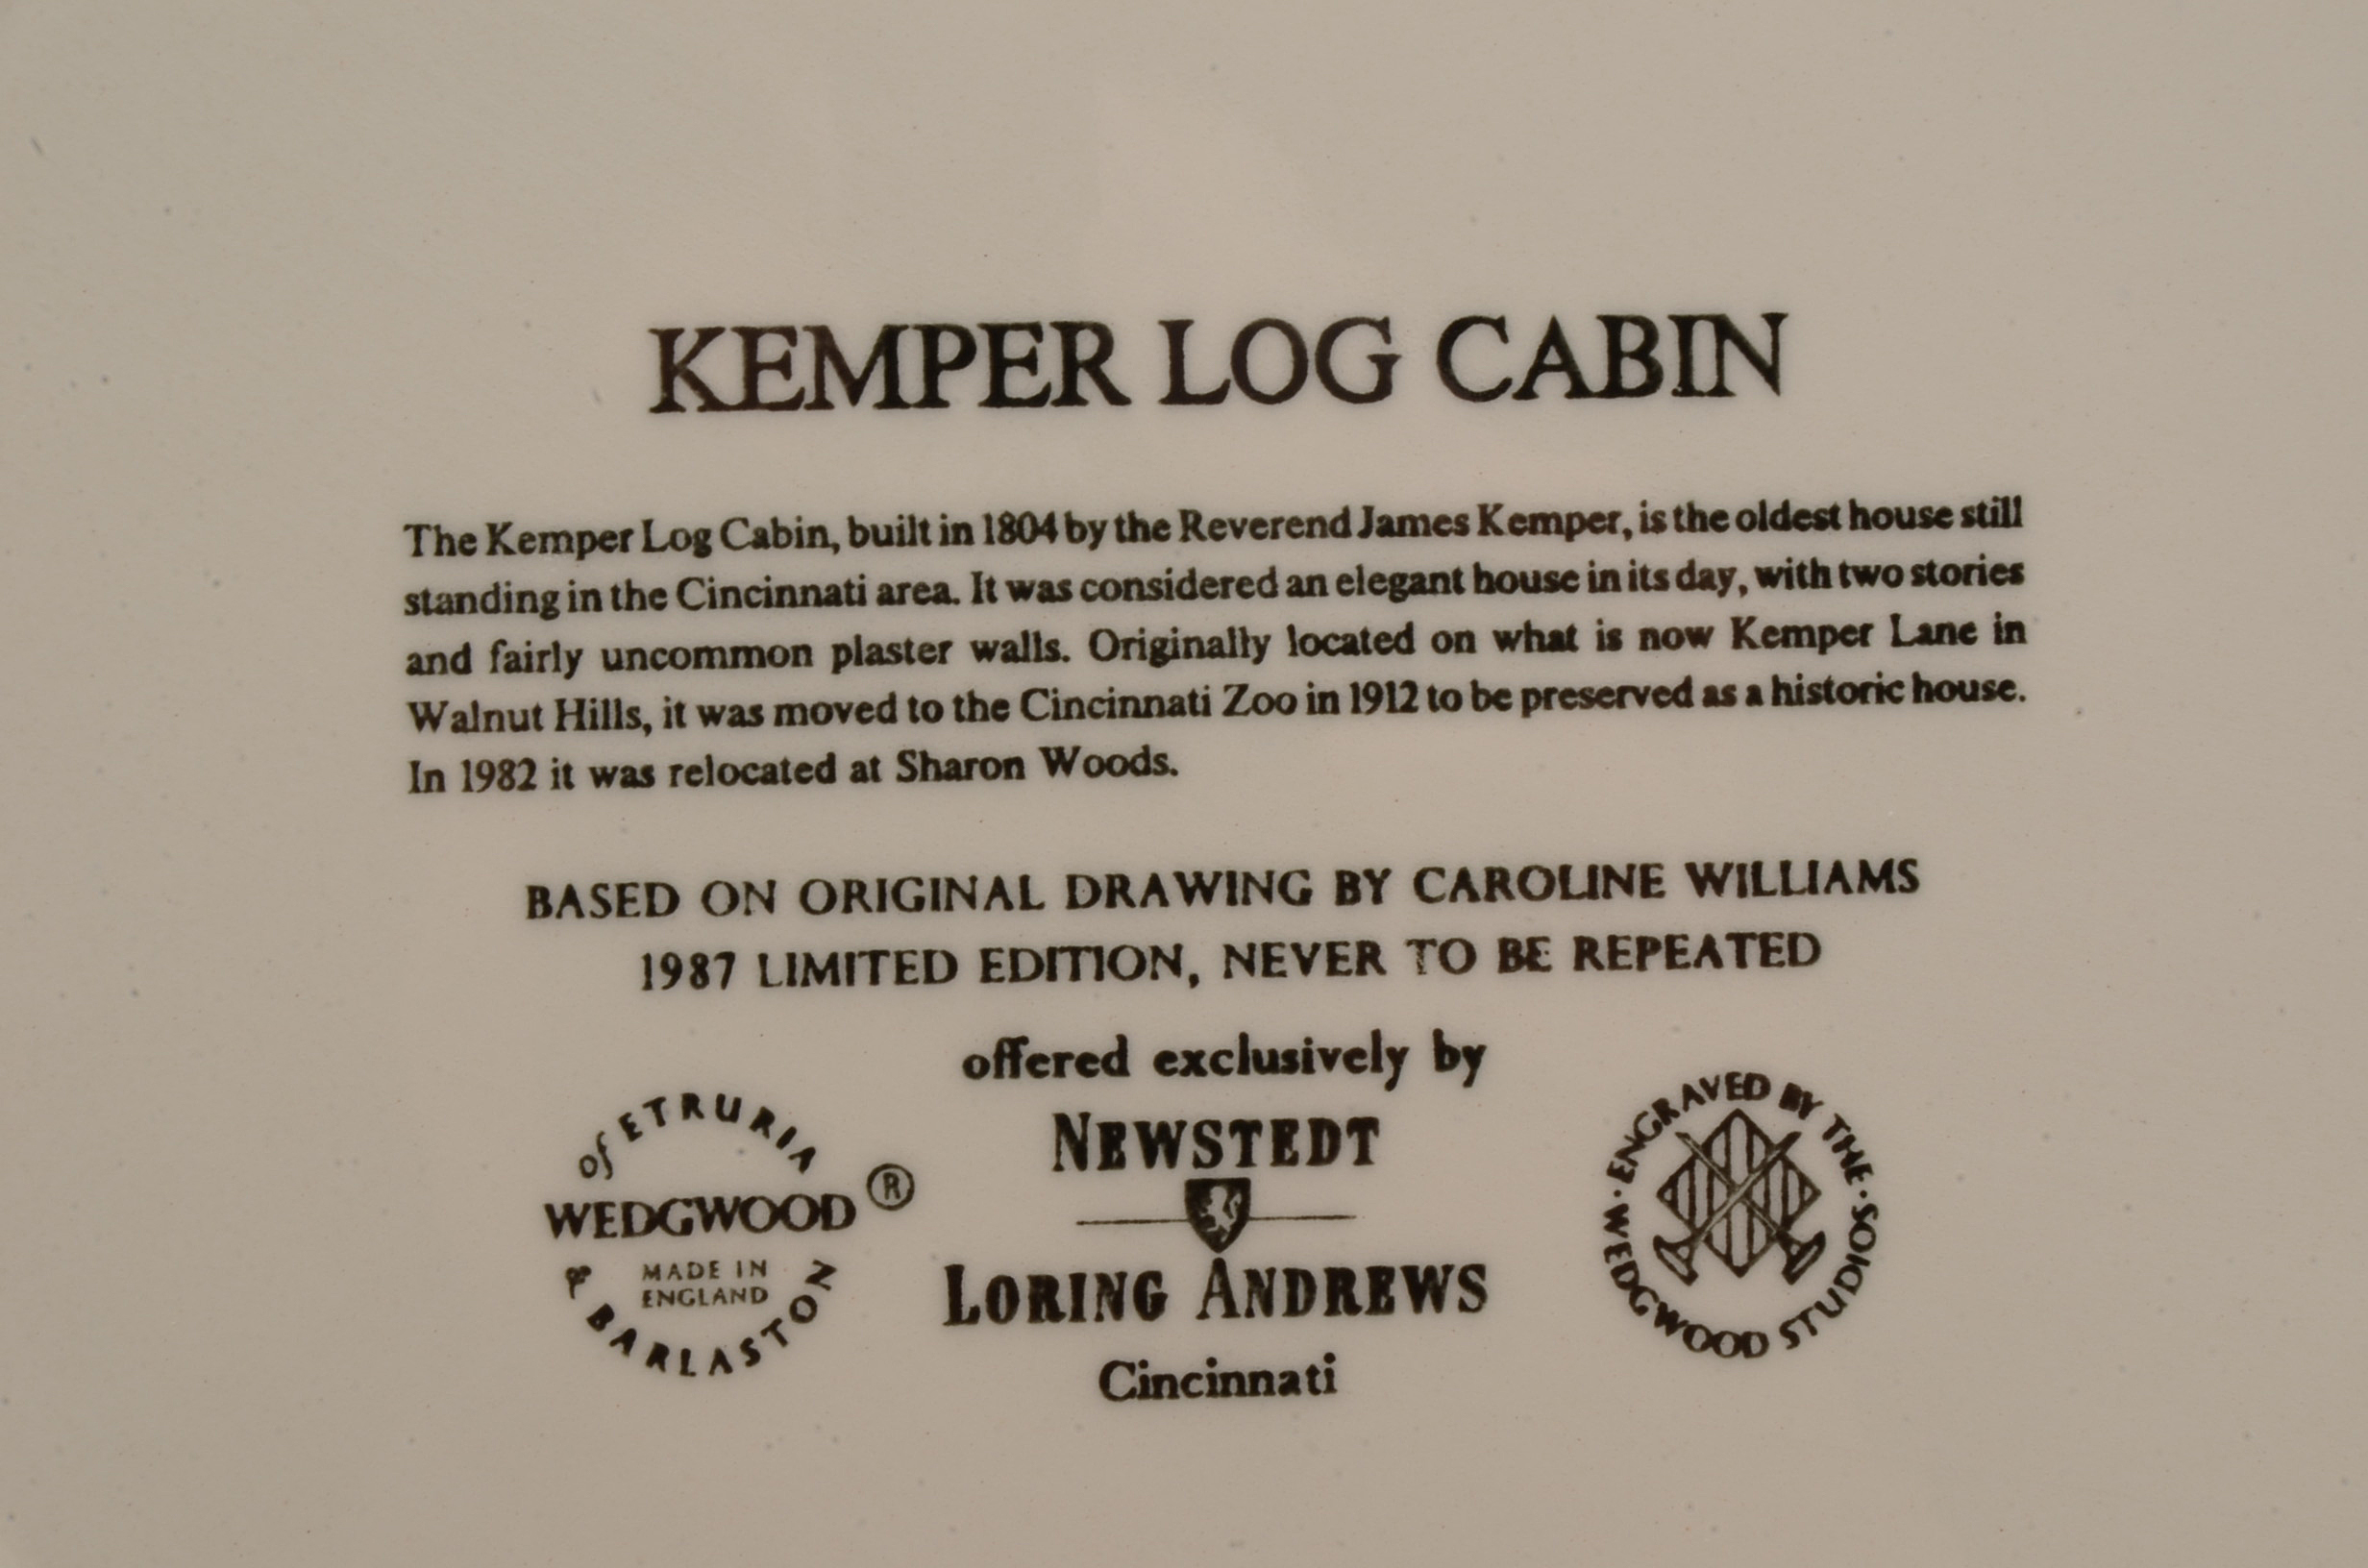 KEMPER LOG CABIN
The Kemper Log Cabin, built in 1804 by the Reverend James Kemper, is the oldest house still
standing in the Cincinnati area. It was considered an elegant house in its day, with two stories
and fairly uncommon plaster walls. Originally located on what is now Kemper Lane in
Walnut Hills, it was moved to the Cincinnati Zoo in 1912 to be preserved as a historic house.
In 1982 it was relocated at Sharon Woods.
BASED ON ORIGINAL DRAWING BY CAROLINE WILLIAMS
1987 LIMITED EDITION, NEVER TO BE REPEATED
of ETRURIA
WEDGWOOD ®
MADE IN
ENGLAND
& BARLASTON
offered exclusively by
NEWSTEDT
LORING ANDREWS
Cincinnati
ENGRAVED BY THE · STUDIOS · WEDGWOOD ·